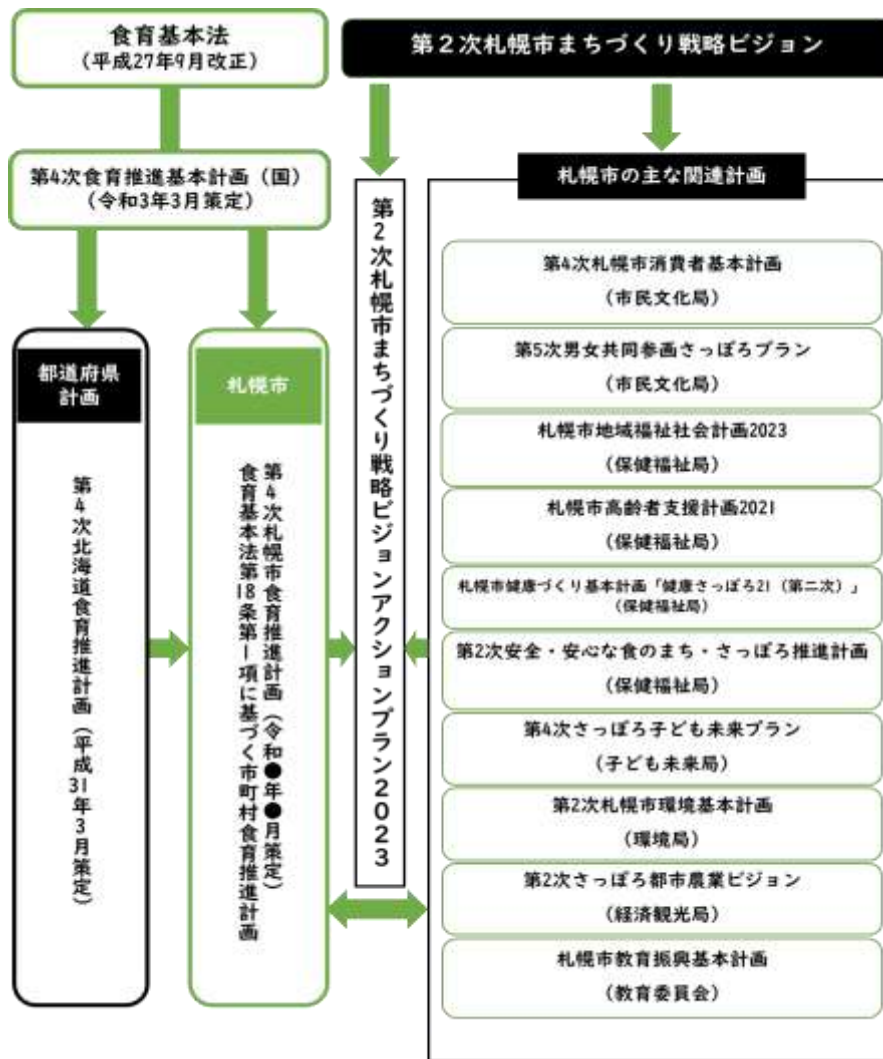 食育基本法
（平成27年9月改正）
第２次札幌市まちづくり戦略ビジョン
第4次食育推進基本計画（国）
（令和3年3月策定）
都道府県
計画
第4次北海道食育推進計画（平成31年3月策定）
札幌市
第4次札幌市食育推進計画（令和●年●月策定）
食育基本法第18条第1項に基づく市町村食育推進計画
第2次札幌市まちづくり戦略ビジョンアクションプラン２０２３
札幌市の主な関連計画
第4次札幌市消費者基本計画
（市民文化局）
第5次男女共同参画さっぽろプラン
（市民文化局）
札幌市地域福祉社会計画2023
（保健福祉局）
札幌市高齢者支援計画2021
（保健福祉局）
札幌市健康づくり基本計画「健康さっぽろ21（第二次）」
（保健福祉局）
第2次安全・安心な食のまち・さっぽろ推進計画
（保健福祉局）
第4次さっぽろ子ども未来プラン
（子ども未来局）
第2次札幌市環境基本計画
（環境局）
第2次さっぽろ都市農業ビジョン
（経済観光局）
札幌市教育振興基本計画
（教育委員会）